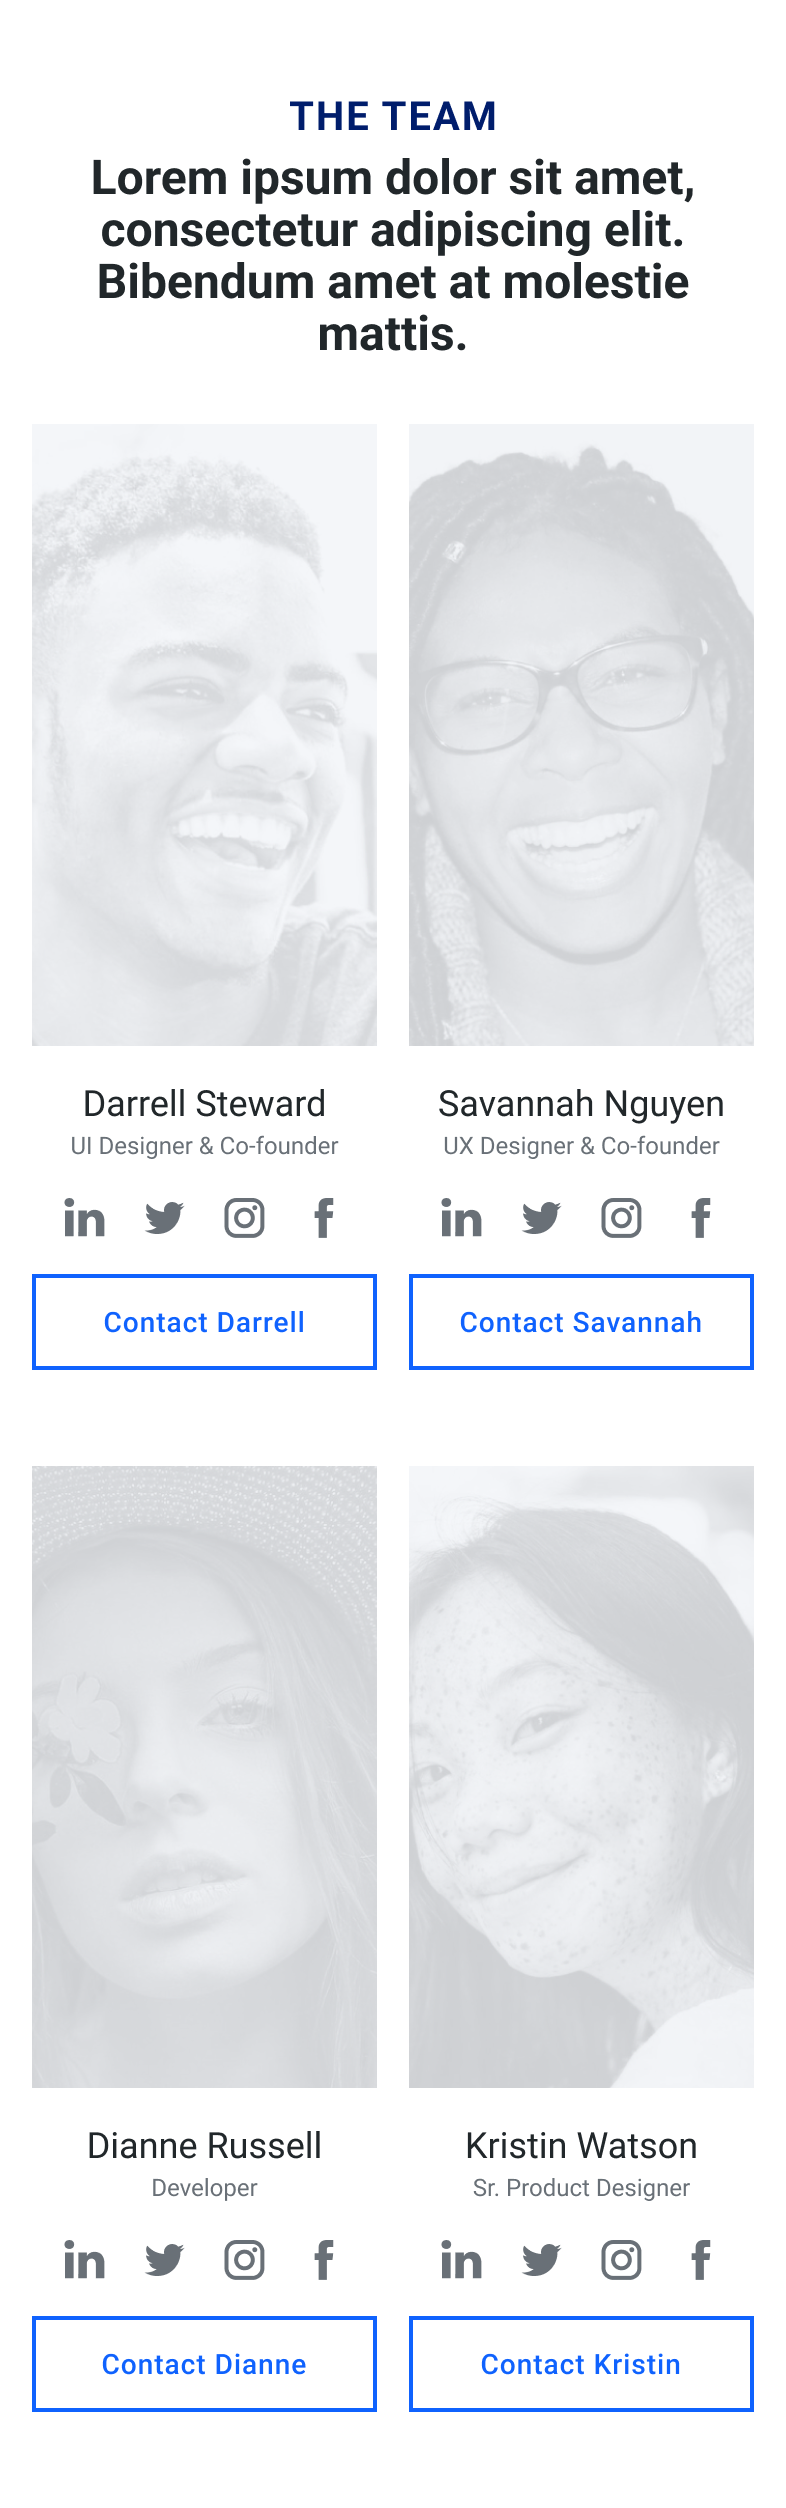 THE TEAM
Lorem ipsum dolor sit amet,
consectetur adipiscing elit.
Bibendum amet at molestie
mattis.
Darrell Steward
UI Designer & Co-founder
Contact Darrell
Savannah Nguyen
UX Designer & Co-founder
Contact Savannah
Dianne Russell
Developer
Contact Dianne
Kristin Watson
Sr. Product Designer
Contact Kristin